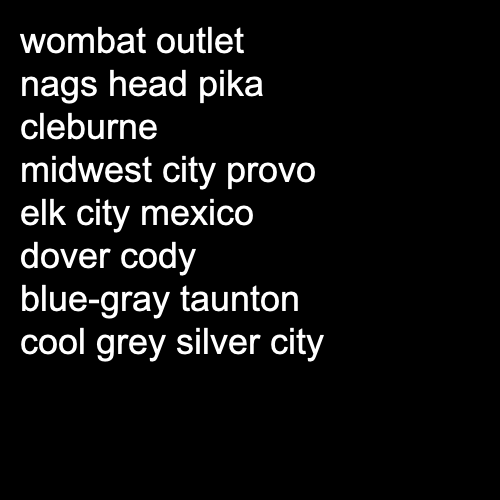 wombat outlet
nags head pika
cleburne
midwest city provo
elk city mexico
dover cody
blue-gray taunton
cool grey silver city